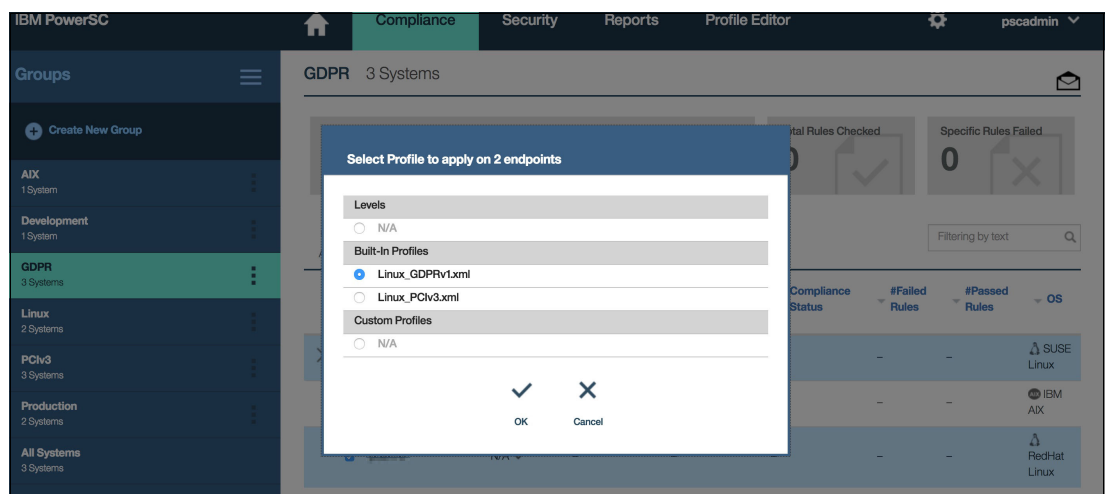 IBM PowerSC
Compliance
Security
Reports
Profile Editor
pscadmin
Groups
GDPR 3 Systems
Create New Group
AIX
1 System
Development
1 System
GDPR
3 Systems
Linux
2 Systems
PCIv3
3 Systems
Production
2 Systems
All Systems
3 Systems
Rules Checked
0
Specific Rules Failed
0
Filtering by text
Select Profile to apply on 2 endpoints
Levels
N/A
Built-In Profiles
Linux_GDPRv1.xml
Linux_PCIv3.xml
Custom Profiles
N/A
OK
Cancel
Compliance
Status
#Failed
Rules
#Passed
Rules
OS
– – SUSE
Linux
– – IBM
AIX
N/A – – – – RedHat
Linux